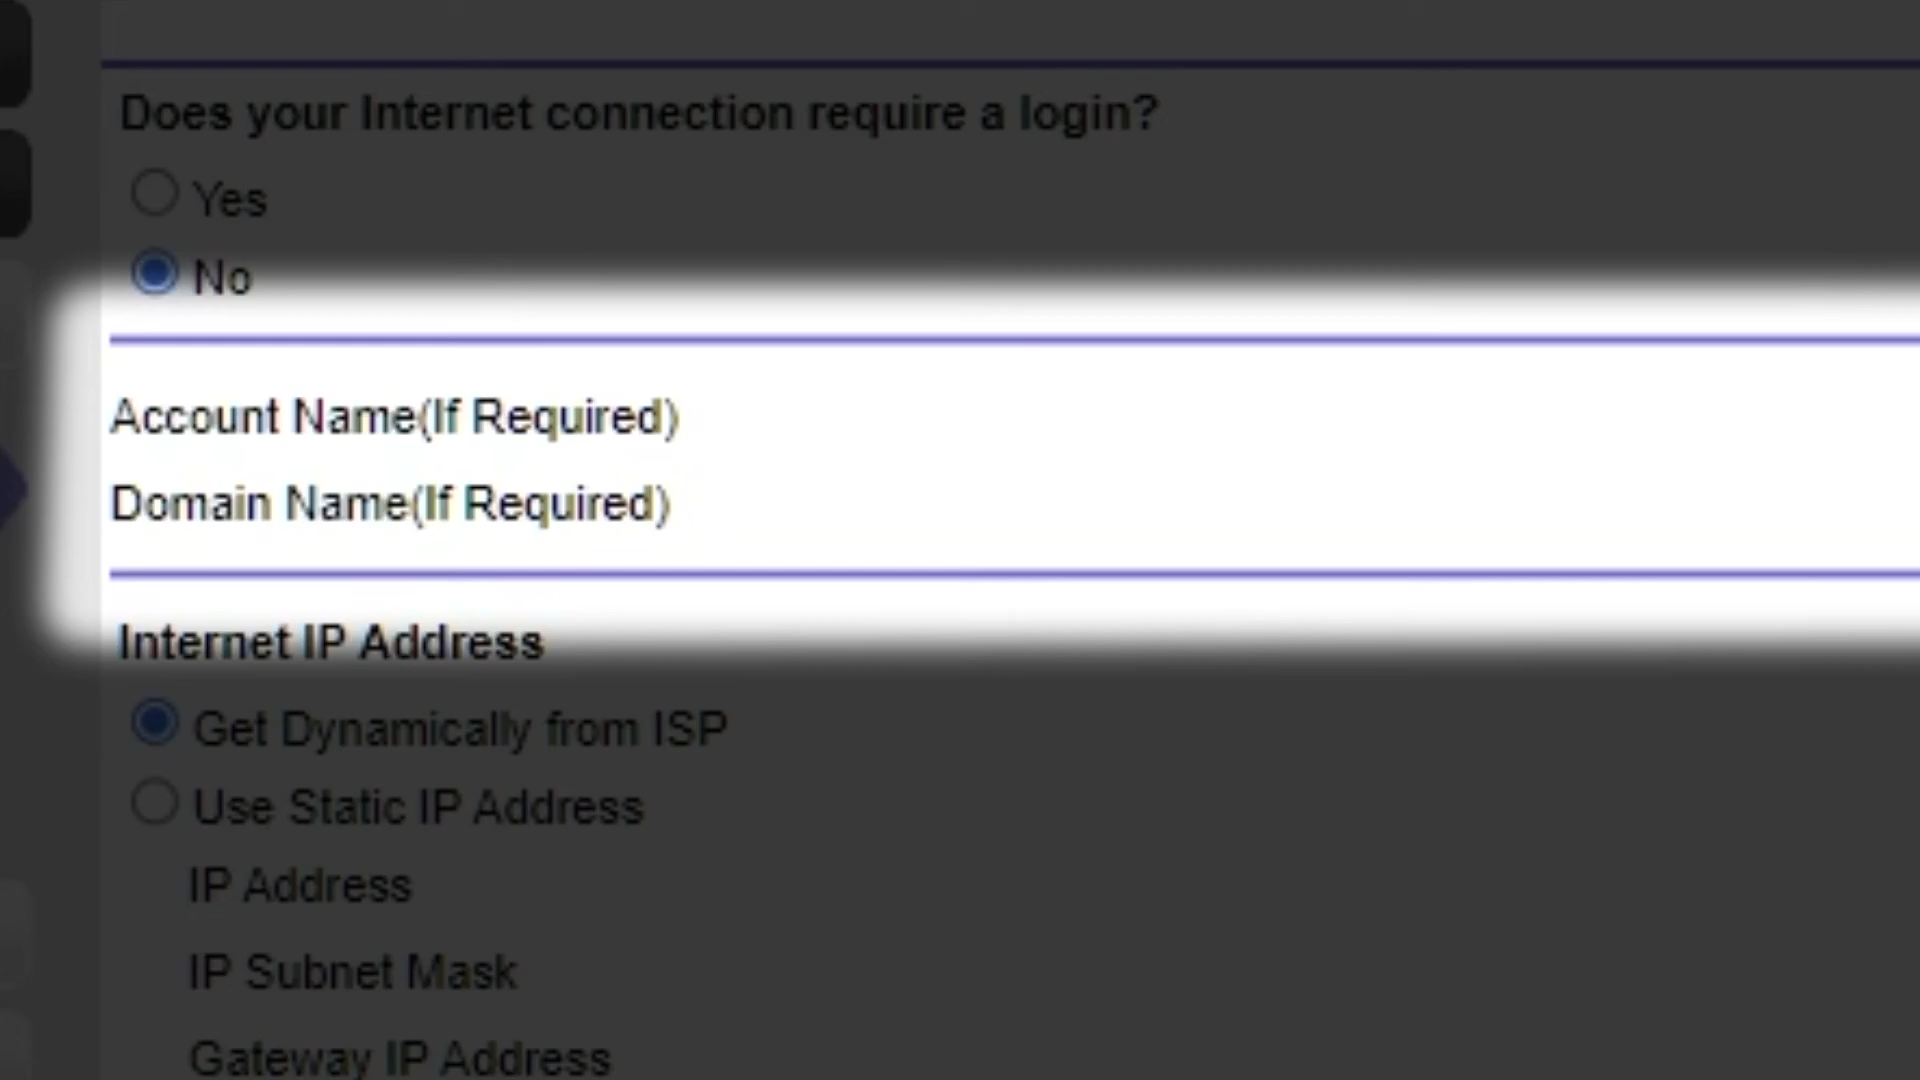 Does your Internet connection require a login?
Yes
No
Account Name(If Required)
Domain Name(If Required)
Internet IP Address
Get Dynamically from ISP
Use Static IP Address
IP Address
IP Subnet Mask
Gateway IP Address